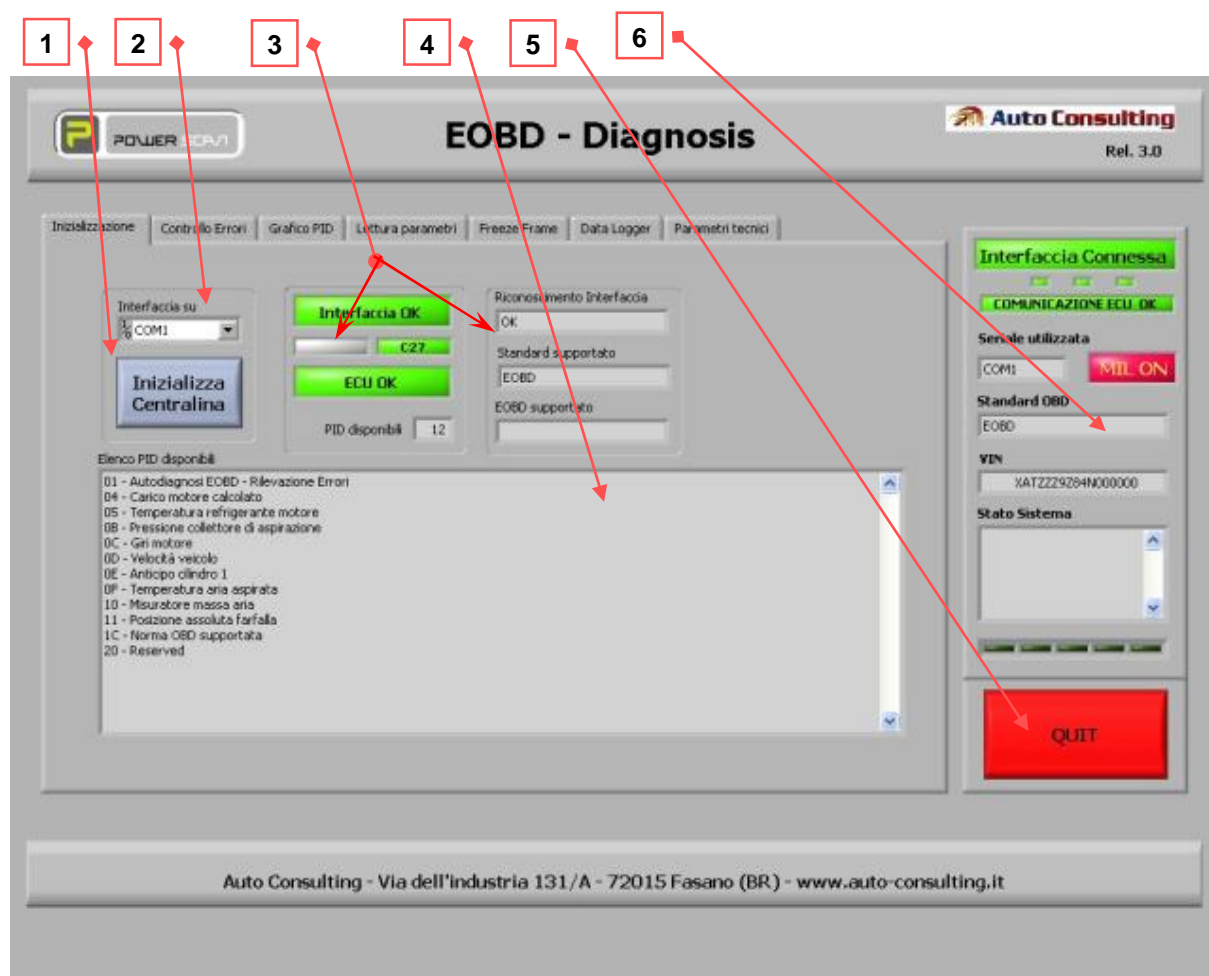 1 2 3 4 5 6
POWER SCAN
EOBD - Diagnosis
Auto Consulting
Rel. 3.0
Inizializzazione Controllo Errori Grafico PID Lettura parametri Freeze Frame Data Logger Parametri tecnici
Interfaccia su
COM1
Inizializza
Centralina
Interfaccia OK
C27
ECU OK
PID disponibili 12
Riconoscimento Interfaccia
OK
Standard supportato
EOBD
EOBD supportato
Elenco PID disponibili
01 - Autodiagnosi EOBD - Rilevazione Errori
04 - Carico motore calcolato
05 - Temperatura refrigerante motore
0B - Pressione collettore di aspirazione
0C - Giri motore
0D - Velocità veicolo
0E - Anticipo cilindro 1
0F - Temperatura aria aspirata
10 - Misuratore massa aria
11 - Posizione assoluta farfalla
1C - Norma OBD supportata
20 - Reserved
Interfaccia Connessa
COMUNICAZIONE ECU OK
Seriale utilizzata
COM1 MIL ON
Standard OBD
EOBD
VIN
XATZZZ9Z84N000000
Stato Sistema
QUIT
Auto Consulting - Via dell'industria 131/A - 72015 Fasano (BR) - www.auto-consulting.it